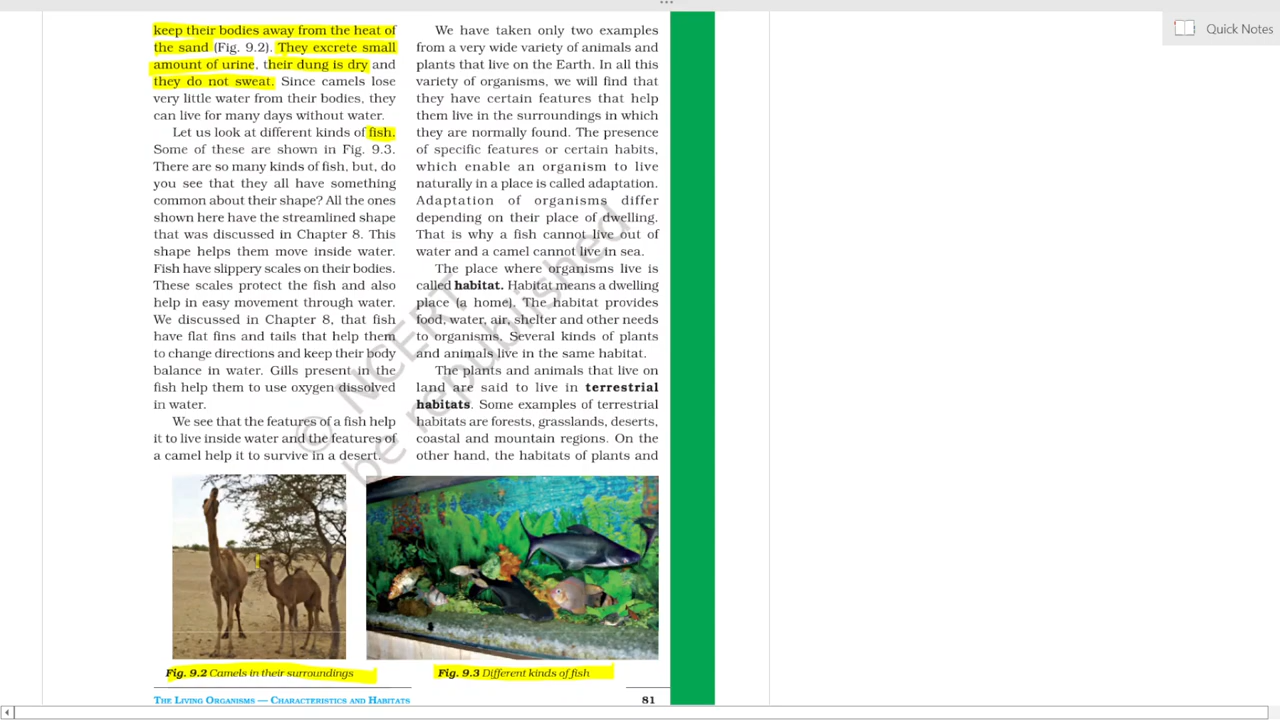 Quick Notes
keep their bodies away from the heat of
the sand (Fig. 9.2). They excrete small
amount of urine, their dung is dry and
they do not sweat. Since camels lose
very little water from their bodies, they
can live for many days without water.
Let us look at different kinds of fish.
Some of these are shown in Fig. 9.3.
There are so many kinds of fish, but, do
you see that they all have something
common about their shape? All the ones
shown here have the streamlined shape
that was discussed in Chapter 8. This
shape helps them move inside water.
Fish have slippery scales on their bodies.
These scales protect the fish and also
help in easy movement through water.
We discussed in Chapter 8, that fish
have flat fins and tails that help them
to change directions and keep their body
balance in water. Gills present in the
fish help them to use oxygen dissolved
in water.
We see that the features of a fish help
it to live inside water and the features of
a camel help it to survive in a desert.
We have taken only two examples
from a very wide variety of animals and
plants that live on the Earth. In all this
variety of organisms, we will find that
they have certain features that help
them live in the surroundings in which
they are normally found. The presence
of specific features or certain habits,
which enable an organism to live
naturally in a place is called adaptation.
Adaptation of organisms differ
depending on their place of dwelling.
That is why a fish cannot live out of
water and a camel cannot live in sea.
The place where organisms live is
called habitat. Habitat means a dwelling
place (a home). The habitat provides
food, water, air, shelter and other needs
to organisms. Several kinds of plants
and animals live in the same habitat.
The plants and animals that live on
land are said to live in terrestrial
habitats. Some examples of terrestrial
habitats are forests, grasslands, deserts,
coastal and mountain regions. On the
other hand, the habitats of plants and
© NCERT
be republished
Fig. 9.2 Camels in their surroundings
Fig. 9.3 Different kinds of fish
The Living Organisms — Characteristics and Habitats
81